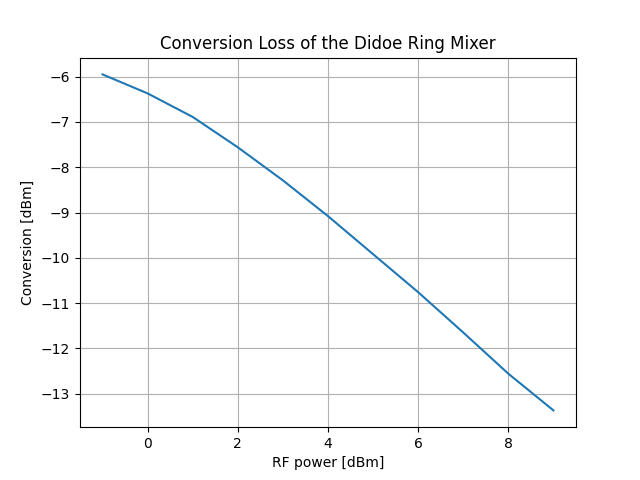 Conversion Loss of the Didoe Ring Mixer
Conversion [dBm]
−6
−7
−8
−9
−10
−11
−12
−13
0 2 4 6 8
RF power [dBm]